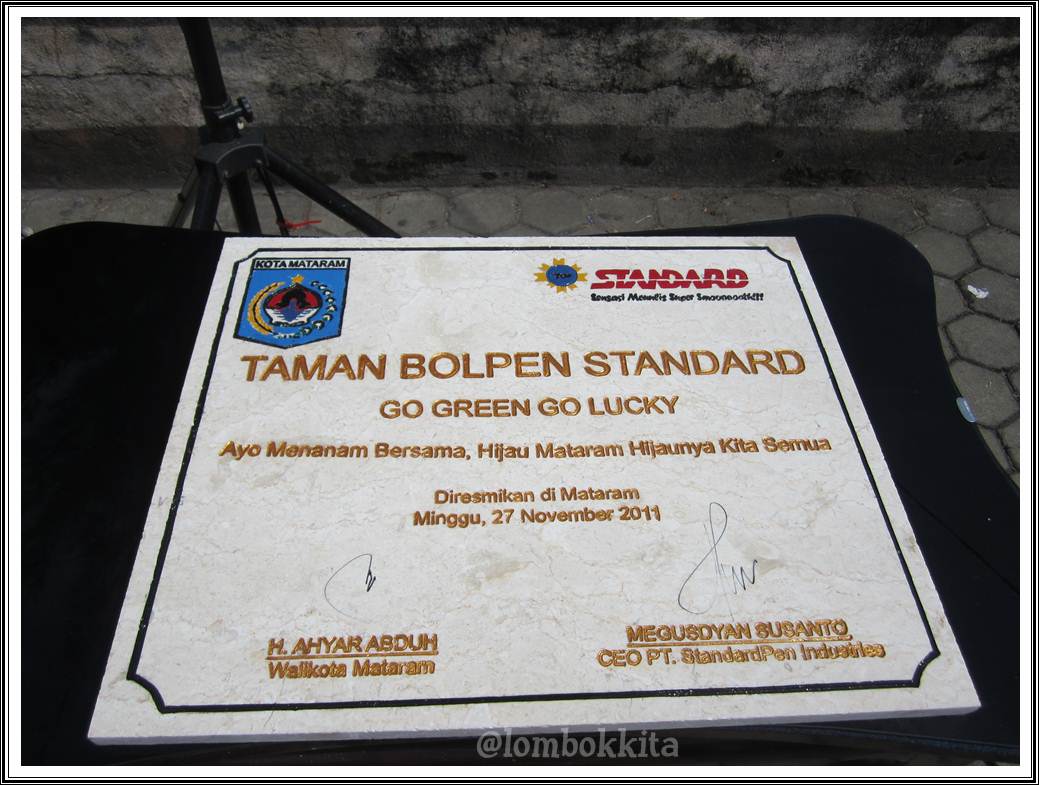 KOTA MATARAM
TOP
STANDARD
Sensasi Menulis Super Smooooooth!!!
TAMAN BOLPEN STANDARD
GO GREEN GO LUCKY
Ayo Menanam Bersama, Hijau Mataram Hijaunya Kita Semua
Diresmikan di Mataram
Minggu, 27 November 2011
H. AHYAR ABDUH
Walikota Mataram
MEGUSDYAN SUSANTO
CEO PT. StandardPen Industries
@lombokkita